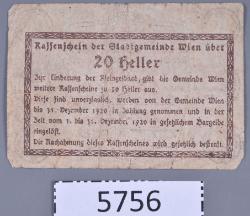 Kassenschein der Stadtgemeinde Wien über
20 Heller
Zur Linderung der Kleingeldnot, gibt die Gemeinde Wien
weitere Kassenscheine zu 20 Heller aus.
Diese sind unverzinslich, werden von der Gemeinde Wien
bis 31. Dezember 1920 in Zahlung genommen und in der
Zeit vom 1. bis 31. Dezember 1920 in gesetzlichem Bargelde
eingelöst.
Die Nachahmung dieses Kassenscheines wird gesetzlich bestraft.
5756